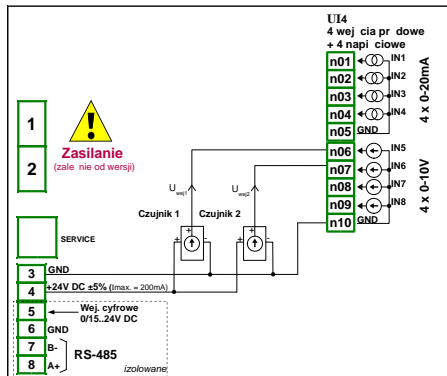 UI4
4 wej cia pr dowe
+ 4 napi ciowe
n01 IN1
n02 IN2
n03 IN3
n04 IN4
n05 GND
4 x 0-20mA
n06 IN5
n07 IN6
n08 IN7
n09 IN8
n10 GND
4 x 0-10V
1
2
Zasilanie
(zale nie od wersji)
Uwej1
Uwej2
Czujnik 1 Czujnik 2
+
+ -
+
+ -
SERVICE
3 GND
4 +24V DC ±5% (Imax. = 200mA)
5 Wej. cyfrowe
0/15..24V DC
6 GND
7 B-
8 A+
RS-485
izolowane